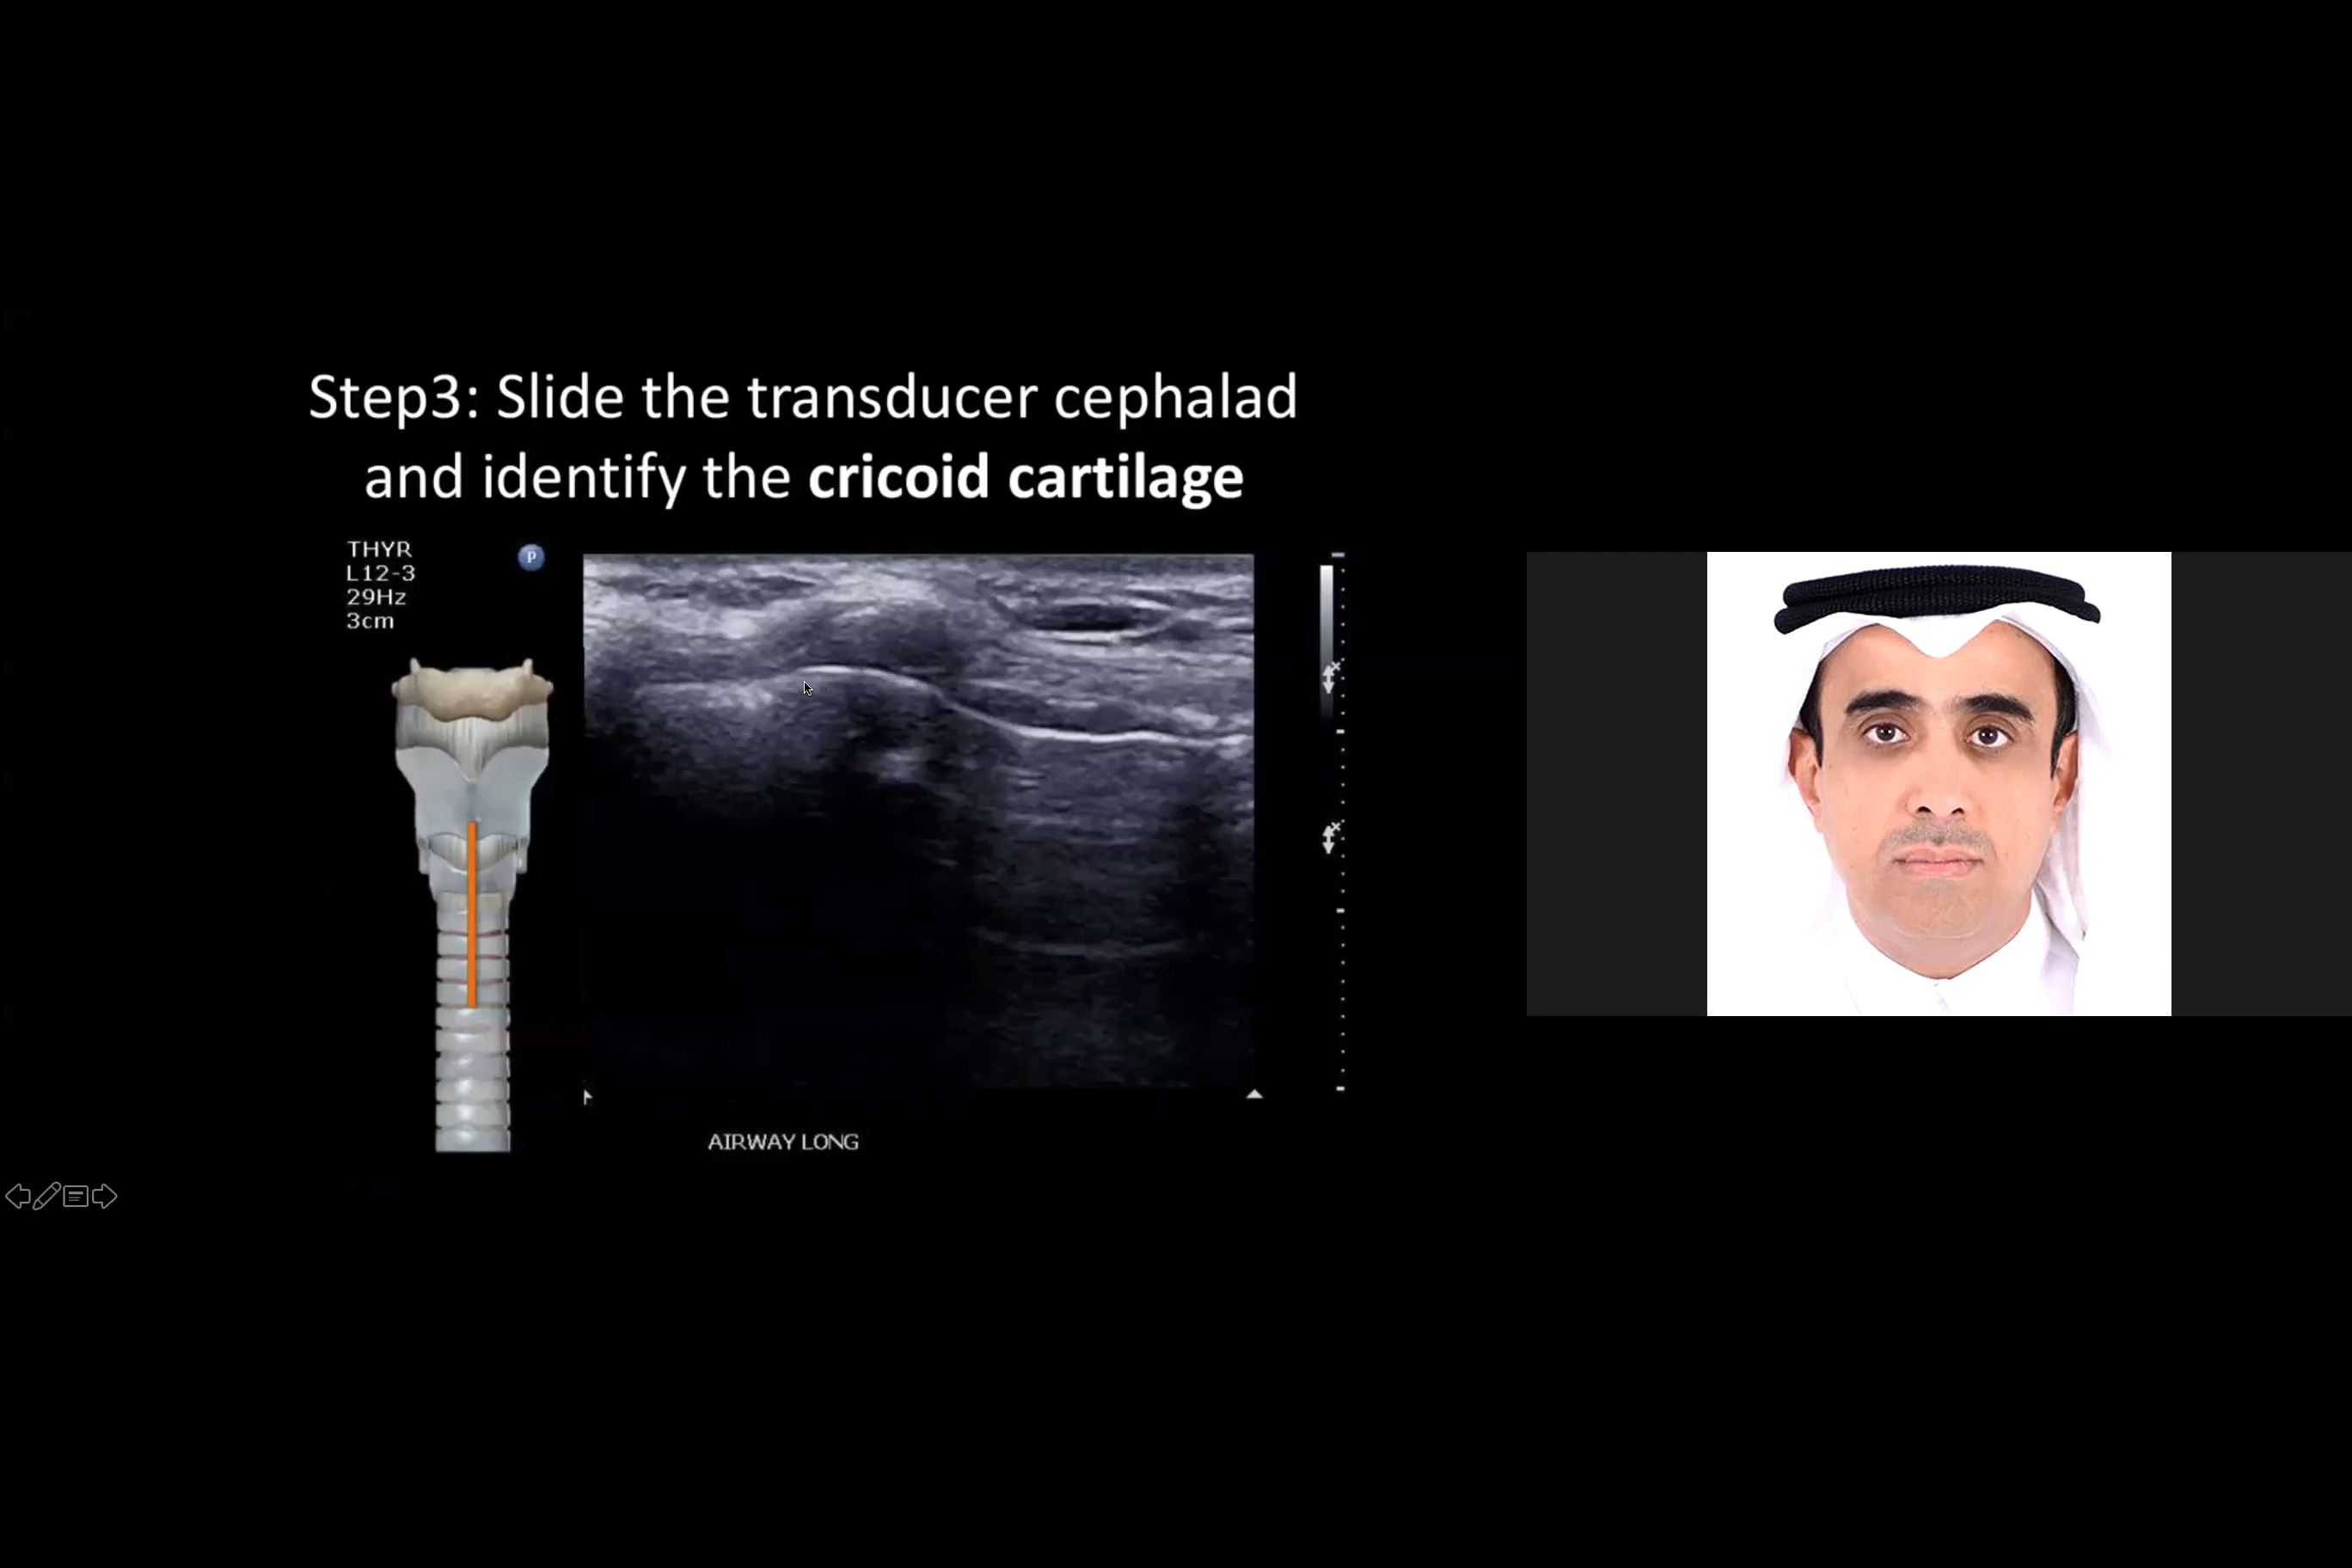 Step3: Slide the transducer cephalad
and identify the cricoid cartilage
THYR
L12-3
29Hz
3cm
P
AIRWAY LONG